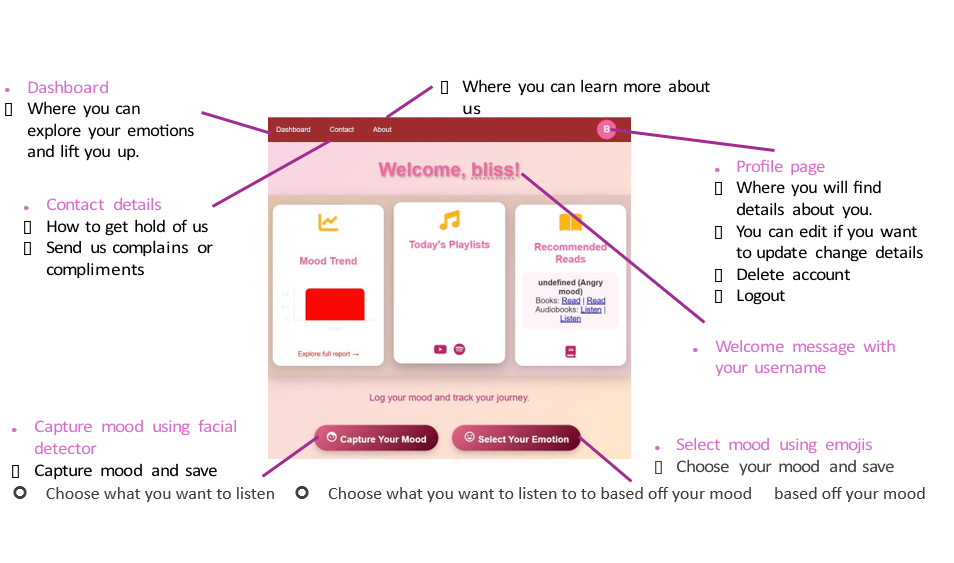 Where you can learn more about
us
Dashboard
Where you can
explore your emotions
and lift you up.
Contact details
How to get hold of us
Send us complains or
compliments
Dashboard Contact About B
Welcome, bliss!
Mood Trend
Explore full report →
Today's Playlists
Recommended
Reads
undefined (Angry
mood)
Books: Read | Read
Audiobooks: Listen |
Listen
Log your mood and track your journey.
Capture Your Mood
Select Your Emotion
Profile page
Where you will find
details about you.
You can edit if you want
to update change details
Delete account
Logout
Welcome message with
your username
Capture mood using facial
detector
Capture mood and save
Select mood using emojis
Choose your mood and save
Choose what you want to listen Choose what you want to listen to to based off your mood based off your mood